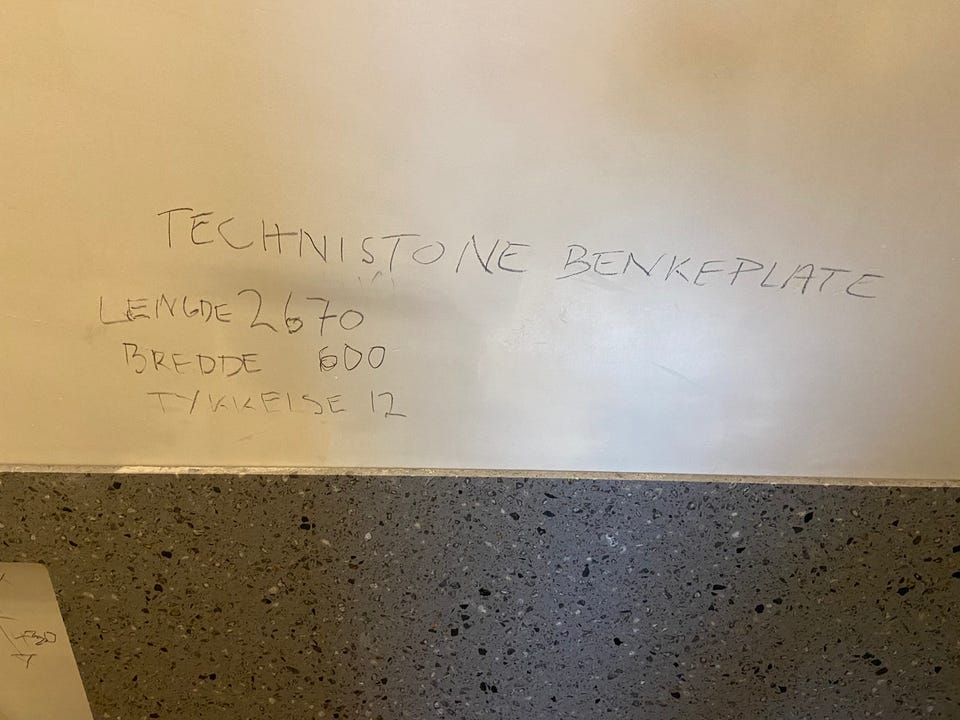 TECHNISTONE BENKEPLATE
LENGDE 2670
BREDDE 600
TYKKELSE 12